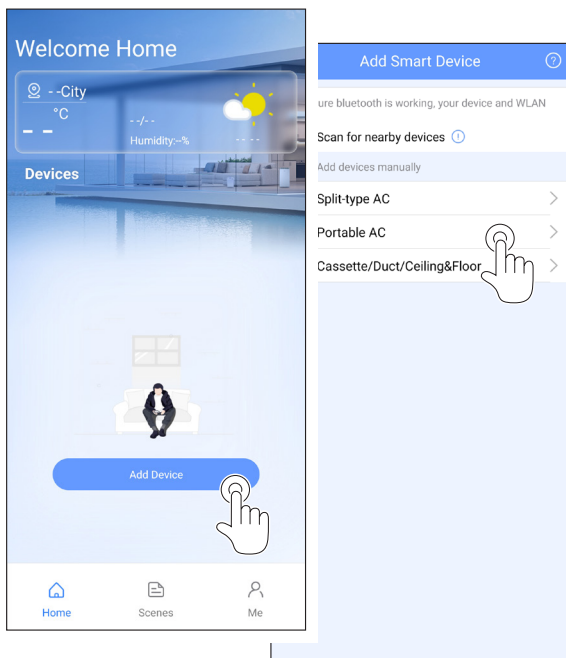 Welcome Home
--City
°C
-- --/--
Humidity:--% -- --
Devices
Add Device
Home Scenes Me
Add Smart Device ?
ure bluetooth is working, your device and WLAN
Scan for nearby devices
Add devices manually
Split-type AC
Portable AC
Cassette/Duct/Ceiling&Floor